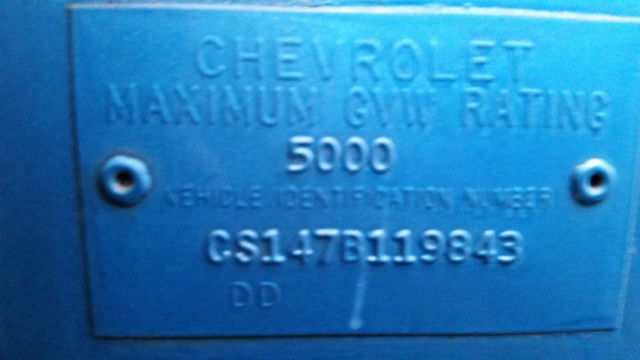 CHEVROLET
MAXIMUM GVW RATING
5000
VEHICLE IDENTIFICATION NUMBER
CS147B119843
DD